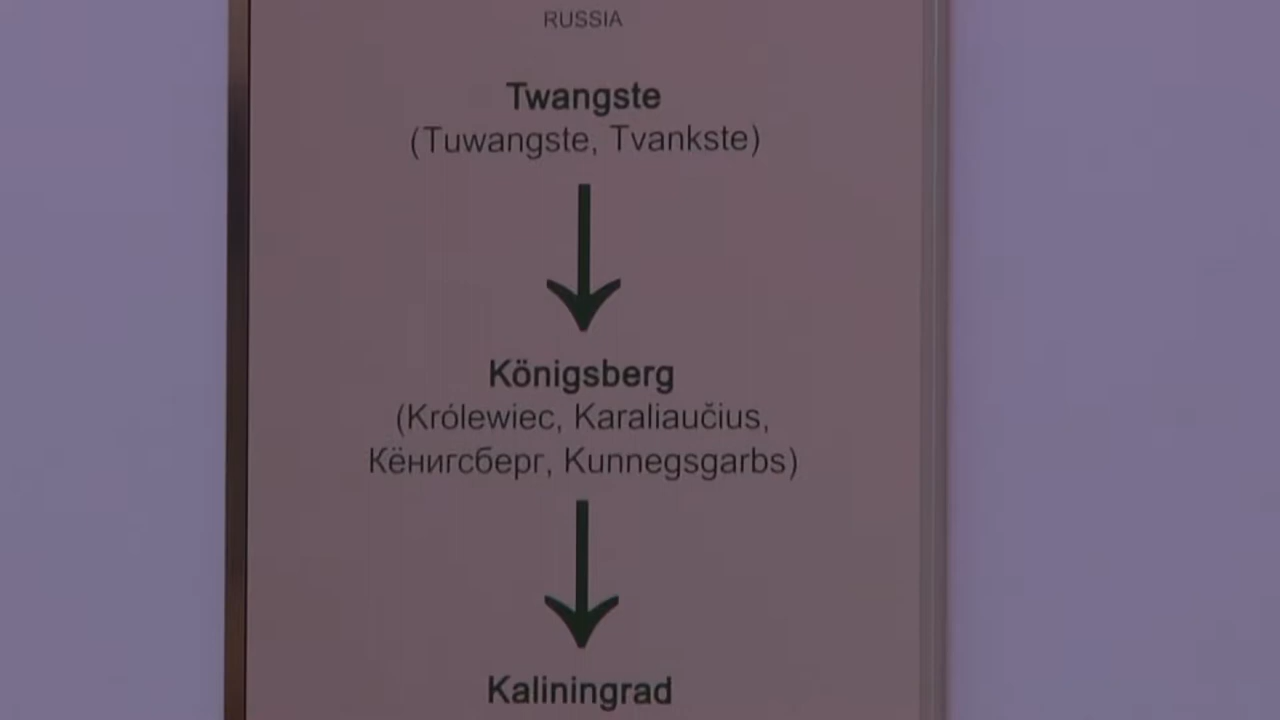 RUSSIA
Twangste
(Tuwangste, Tvankste)
Königsberg
(Królewiec, Karaliaučius,
Кёнигсберг, Kunnegsgarbs)
Kaliningrad